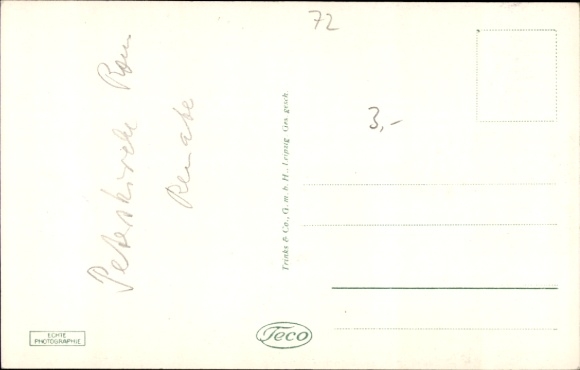 72
Peterskirche Rom
Renate
3,-
Trinks & Co., G. m. b. H., Leipzig Ges. gesch.
ECHTE
PHOTOGRAPHIE
Teco